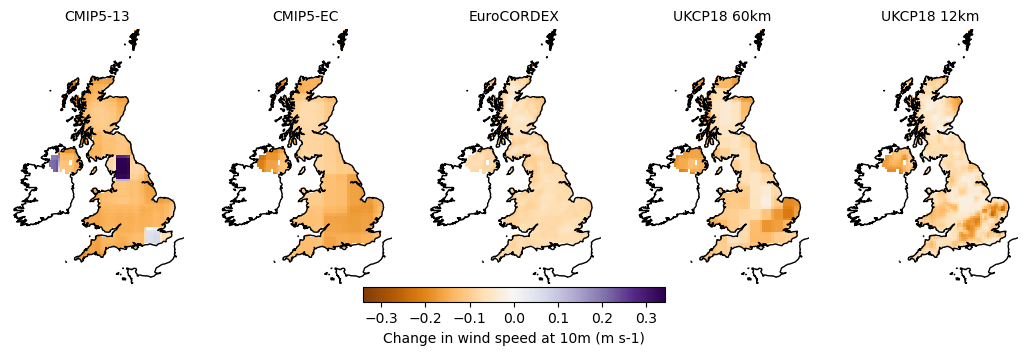 CMIP5-13 CMIP5-EC EuroCORDEX UKCP18 60km UKCP18 12km
−0.3 −0.2 −0.1 0.0 0.1 0.2 0.3
Change in wind speed at 10m (m s-1)